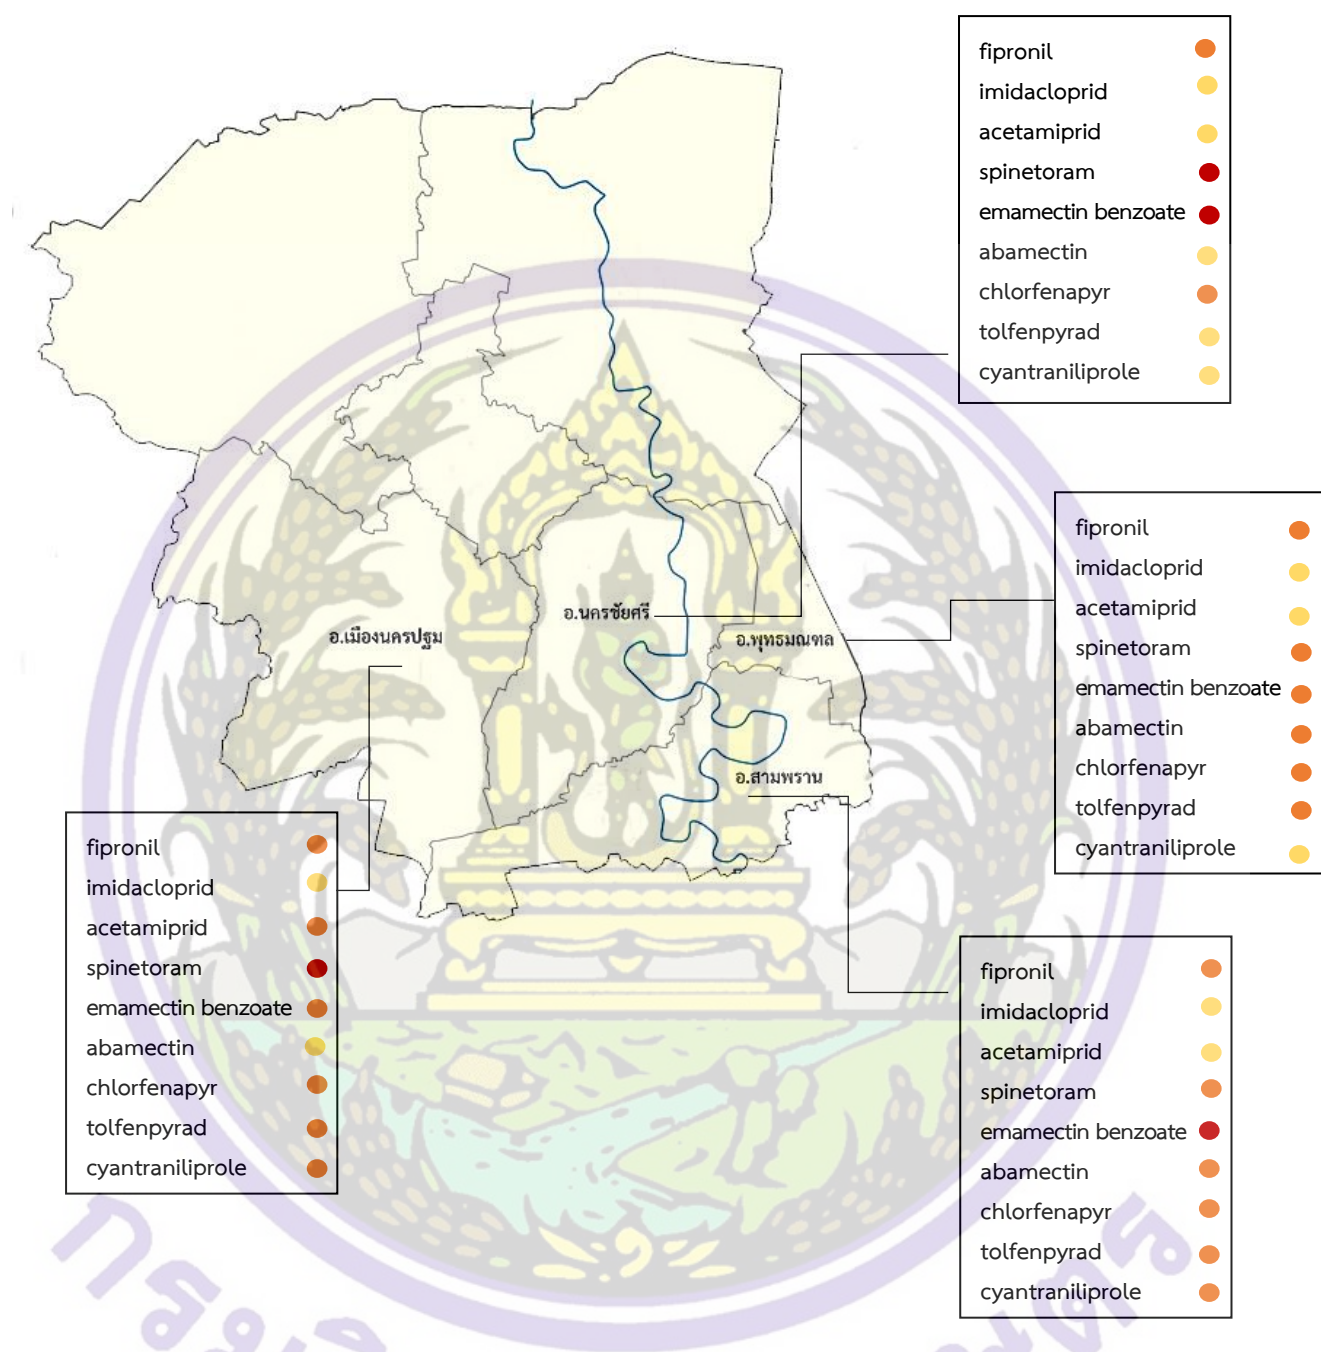 fipronil
imidacloprid
acetamiprid
spinetoram
emamectin benzoate
abamectin
chlorfenapyr
tolfenpyrad
cyantraniliprole
fipronil
imidacloprid
acetamiprid
spinetoram
emamectin benzoate
abamectin
chlorfenapyr
tolfenpyrad
cyantraniliprole
อ.นครชัยศรี
อ.เมืองนครปฐม
อ.พุทธมณฑล
อ.สามพราน
fipronil
imidacloprid
acetamiprid
spinetoram
emamectin benzoate
abamectin
chlorfenapyr
tolfenpyrad
cyantraniliprole
fipronil
imidacloprid
acetamiprid
spinetoram
emamectin benzoate
abamectin
chlorfenapyr
tolfenpyrad
cyantraniliprole